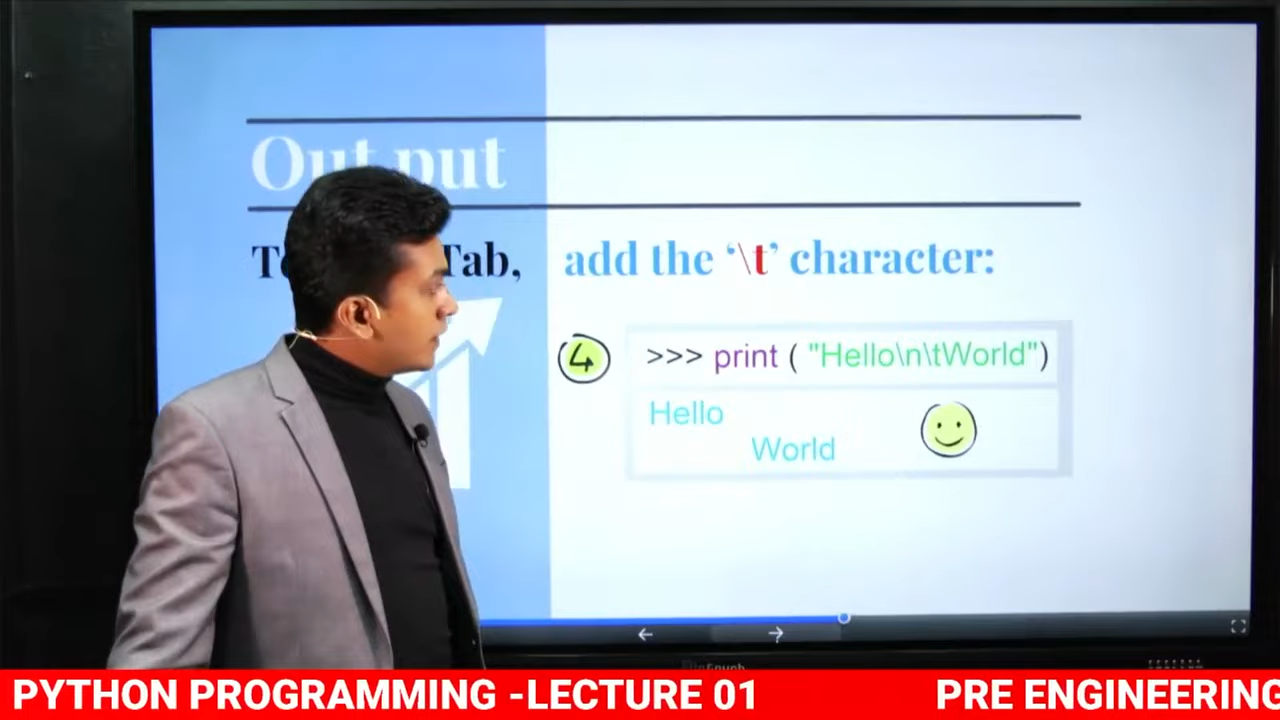 Out put
Tab, add the ‘\t’ character:
4 >>> print ( "Hello\n\tWorld")
Hello
World
PYTHON PROGRAMMING -LECTURE 01 PRE ENGINEERING